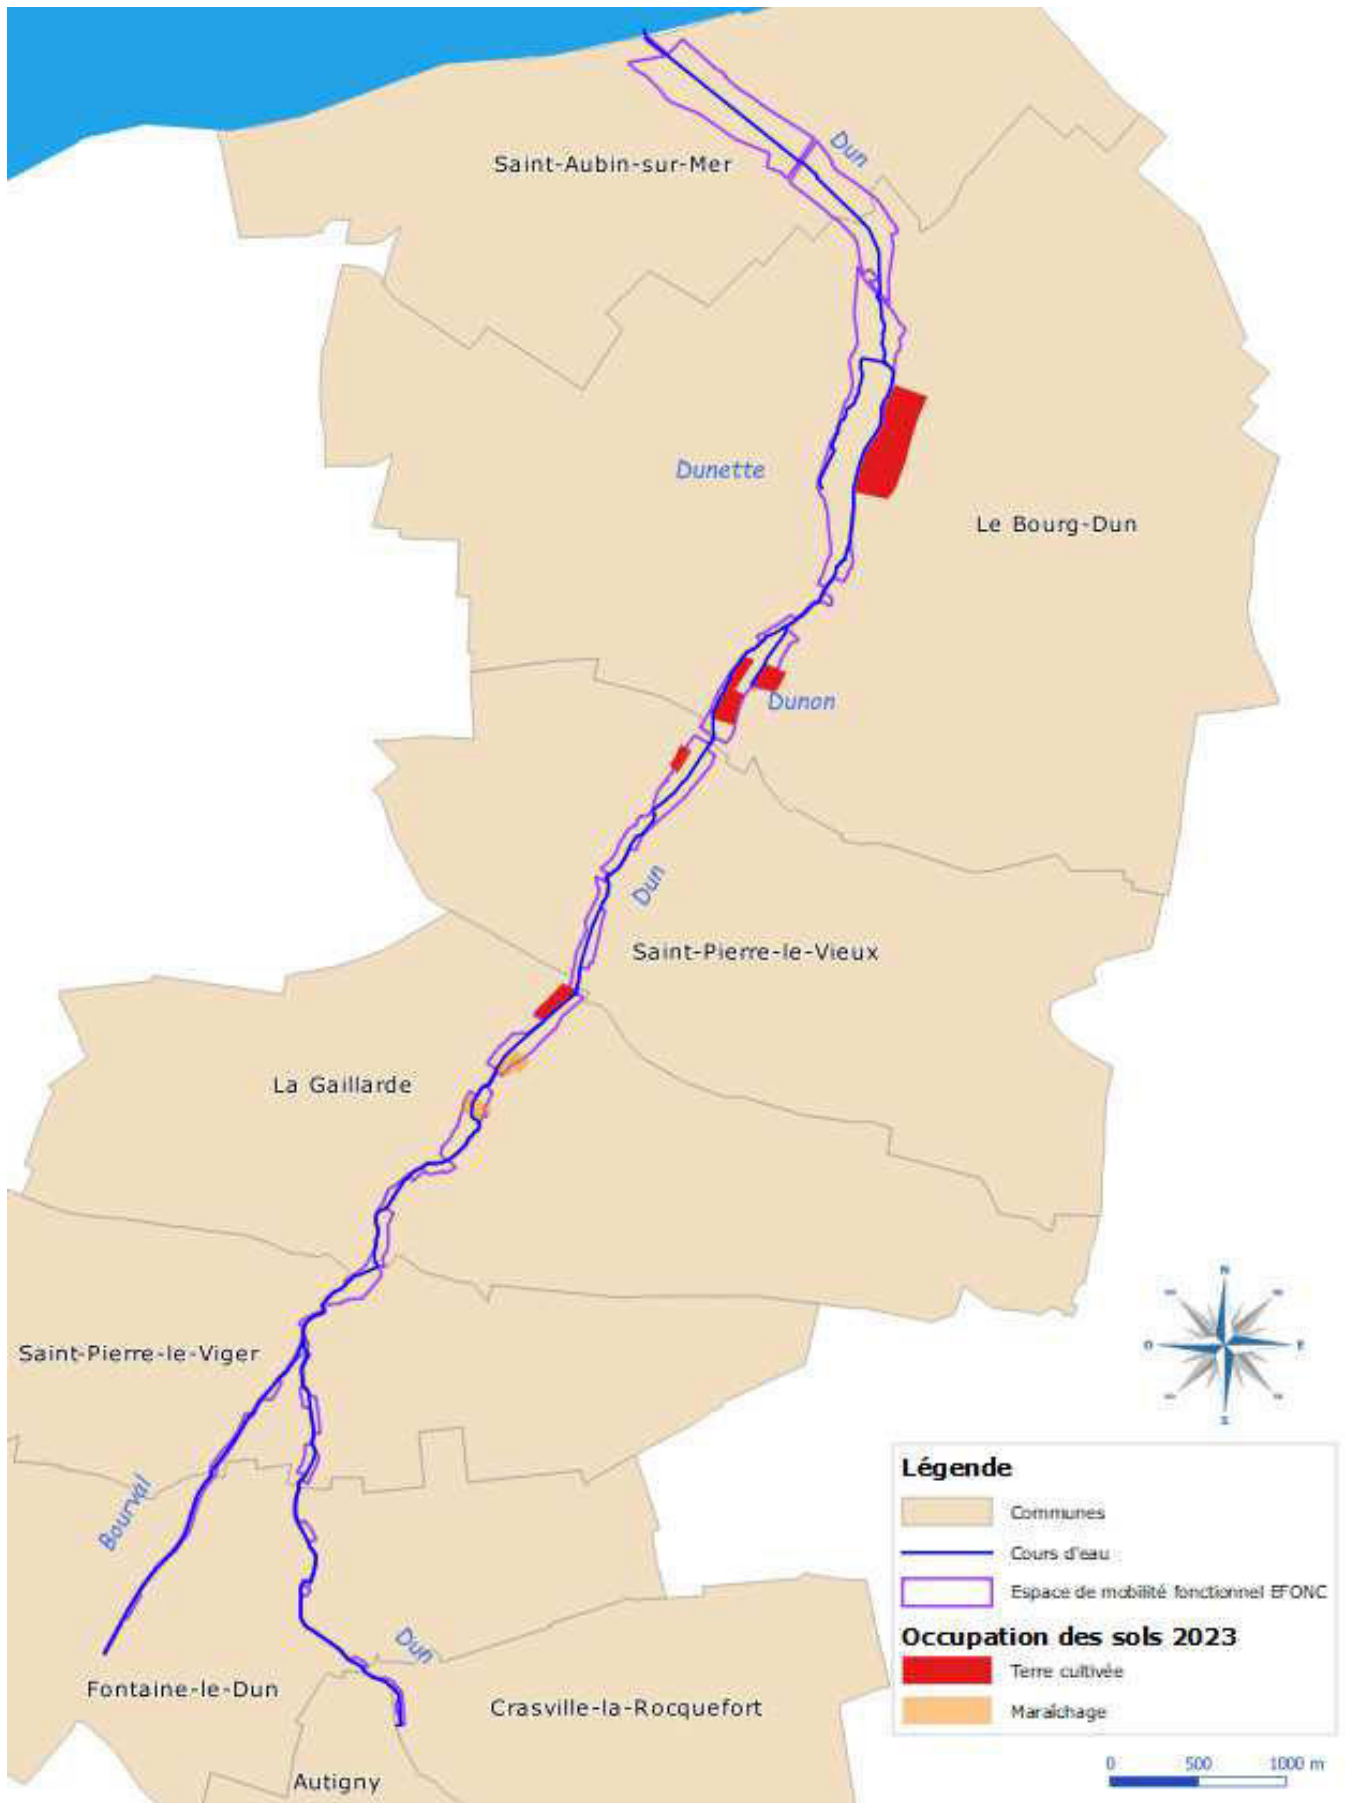 Dun
Saint-Aubin-sur-Mer
Dunette
Le Bourg-Dun
Dunon
Dun
Saint-Pierre-le-Vieux
La Gaillarde
N
O
E
S
Saint-Pierre-le-Viger
Bourval
Dun
Fontaine-le-Dun
Crasville-la-Rocquefort
Autigny
Légende
Communes
Cours d'eau
Espace de mobilité fonctionnel EFONC
Occupation des sols 2023
Terre cultivée
Maraîchage
0 500 1000 m